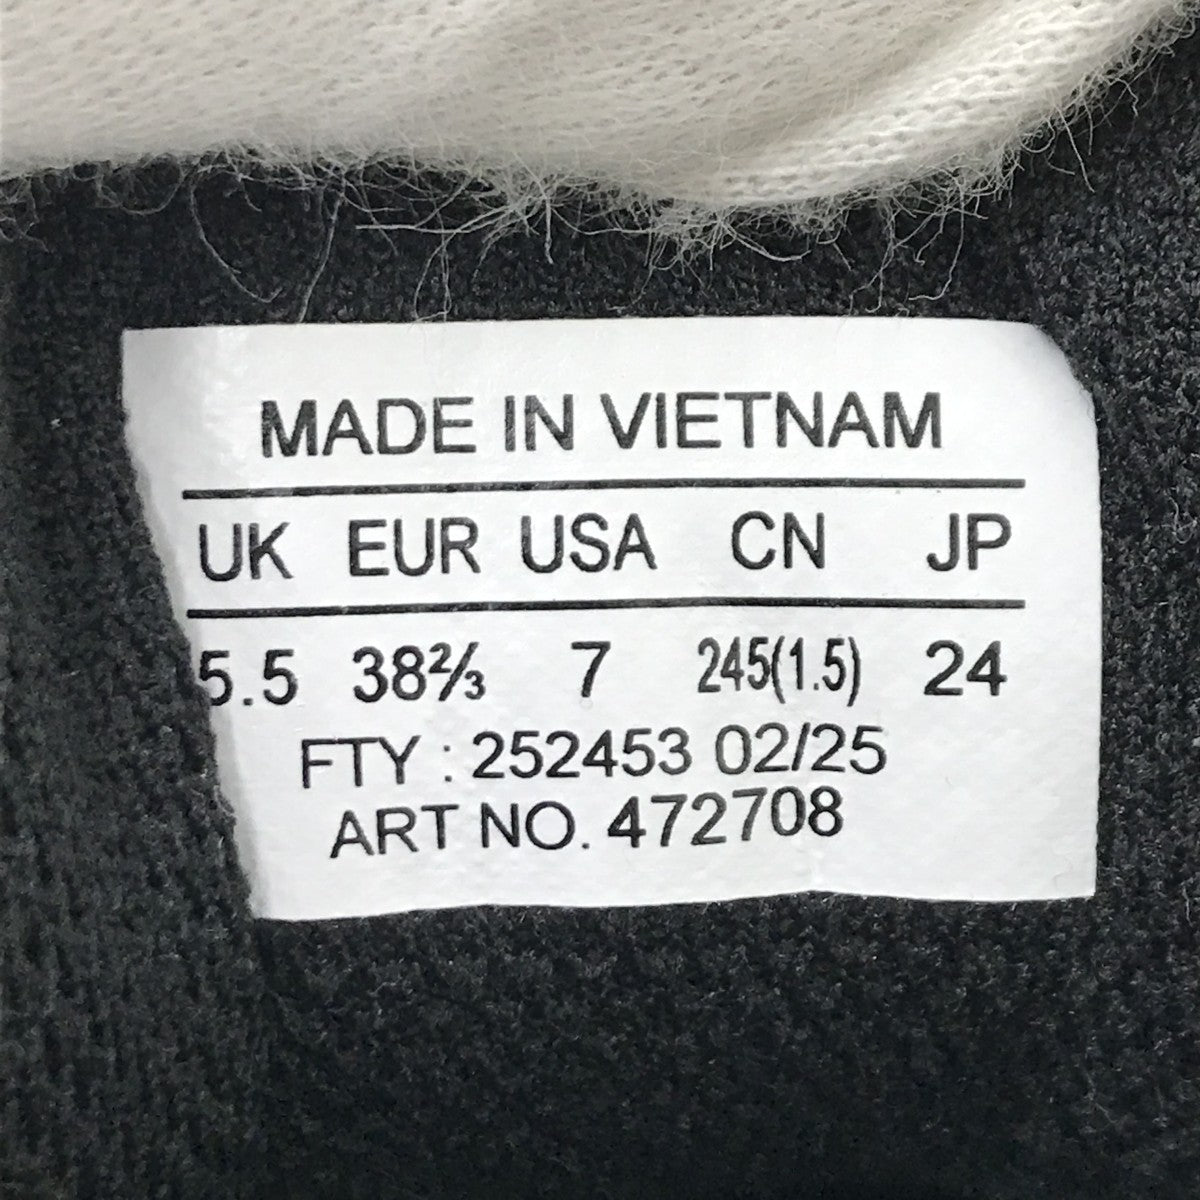 MADE IN VIETNAM
UK EUR USA CN JP
5.5 38⅔ 7 245(1.5) 24
FTY : 252453 02/25
ART NO. 472708